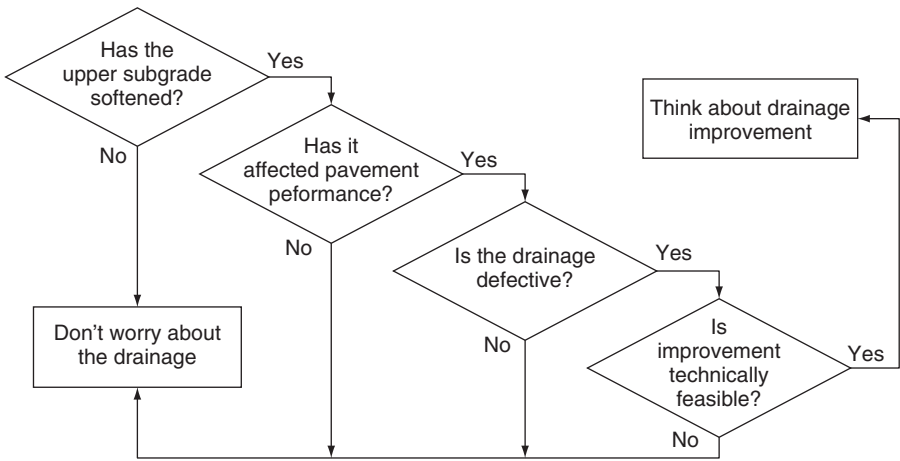 Has the
upper subgrade
softened?
Yes
No
Has it
affected pavement
peformance?
Yes
No
Is the drainage
defective?
Yes
No
Is
improvement
technically
feasible?
Yes
No
Think about drainage
improvement
Don't worry about
the drainage